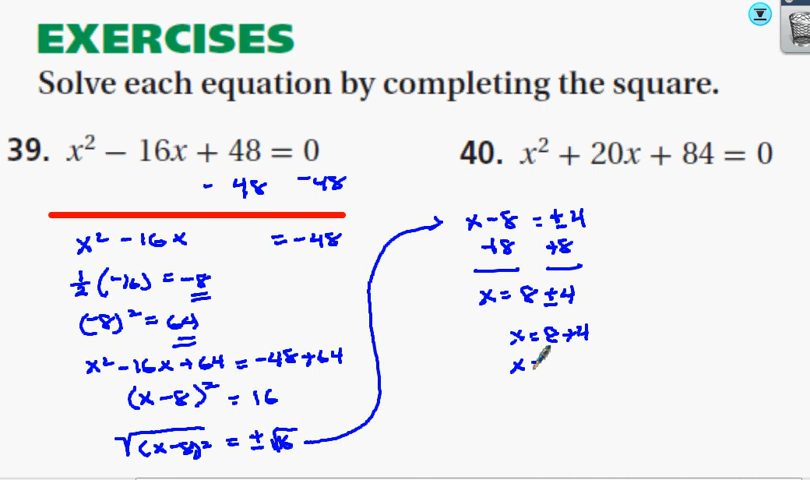 EXERCISES
Solve each equation by completing the square.
39. x² − 16x + 48 = 0
- 48 -48
x² - 16x = -48
½(-16) = -8
(-8)² = 64
x² - 16x + 64 = -48 + 64
(x - 8)² = 16
√(x-8)² = ±√16
40. x² + 20x + 84 = 0
x - 8 = ±4
+8 +8
x = 8 ± 4
x = 8 + 4
x =